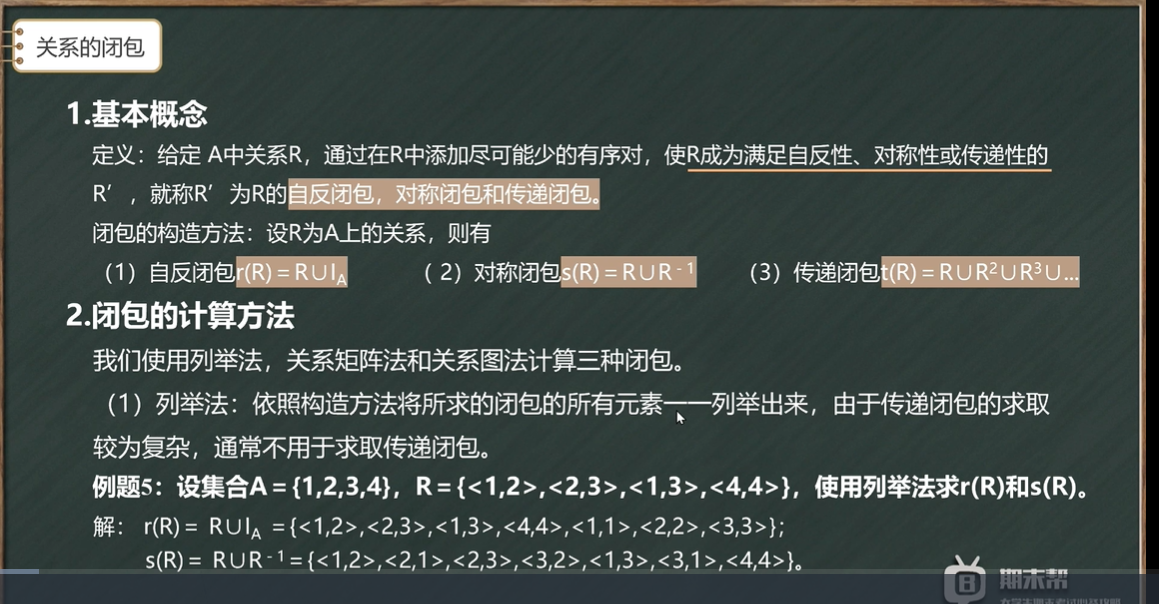 关系的闭包
1.基本概念
定义：给定 A中关系R，通过在R中添加尽可能少的有序对，使R成为满足自反性、对称性或传递性的
R′，就称R′为R的自反闭包，对称闭包和传递闭包。
闭包的构造方法：设R为A上的关系，则有
（1）自反闭包r(R)＝R∪I_A （ 2）对称闭包s(R)＝R∪R⁻¹ （3）传递闭包t(R)＝R∪R²∪R³∪…
2.闭包的计算方法
我们使用列举法，关系矩阵法和关系图法计算三种闭包。
（1）列举法：依照构造方法将所求的闭包的所有元素一一列举出来，由于传递闭包的求取
较为复杂，通常不用于求取传递闭包。
例题5：设集合A＝{1,2,3,4}，R＝{<1,2>,<2,3>,<1,3>,<4,4>}，使用列举法求r(R)和s(R)。
解： r(R)＝ R∪I_A ＝{<1,2>,<2,3>,<1,3>,<4,4>,<1,1>,<2,2>,<3,3>};
s(R)＝ R∪R⁻¹＝{<1,2>,<2,1>,<2,3>,<3,2>,<1,3>,<3,1>,<4,4>}。
期末帮